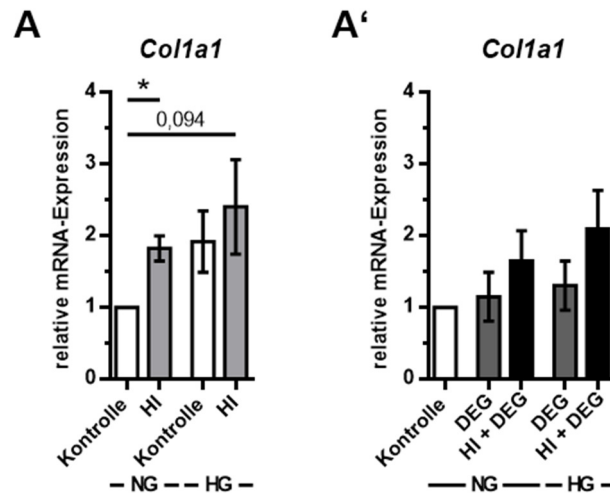 A
Col1a1
relative mRNA-Expression
4
3
2
1
0
*
0,094
Kontrolle
HI
Kontrolle
HI
NG
HG
A‘
Col1a1
relative mRNA-Expression
4
3
2
1
0
Kontrolle
DEG
HI + DEG
DEG
HI + DEG
NG
HG